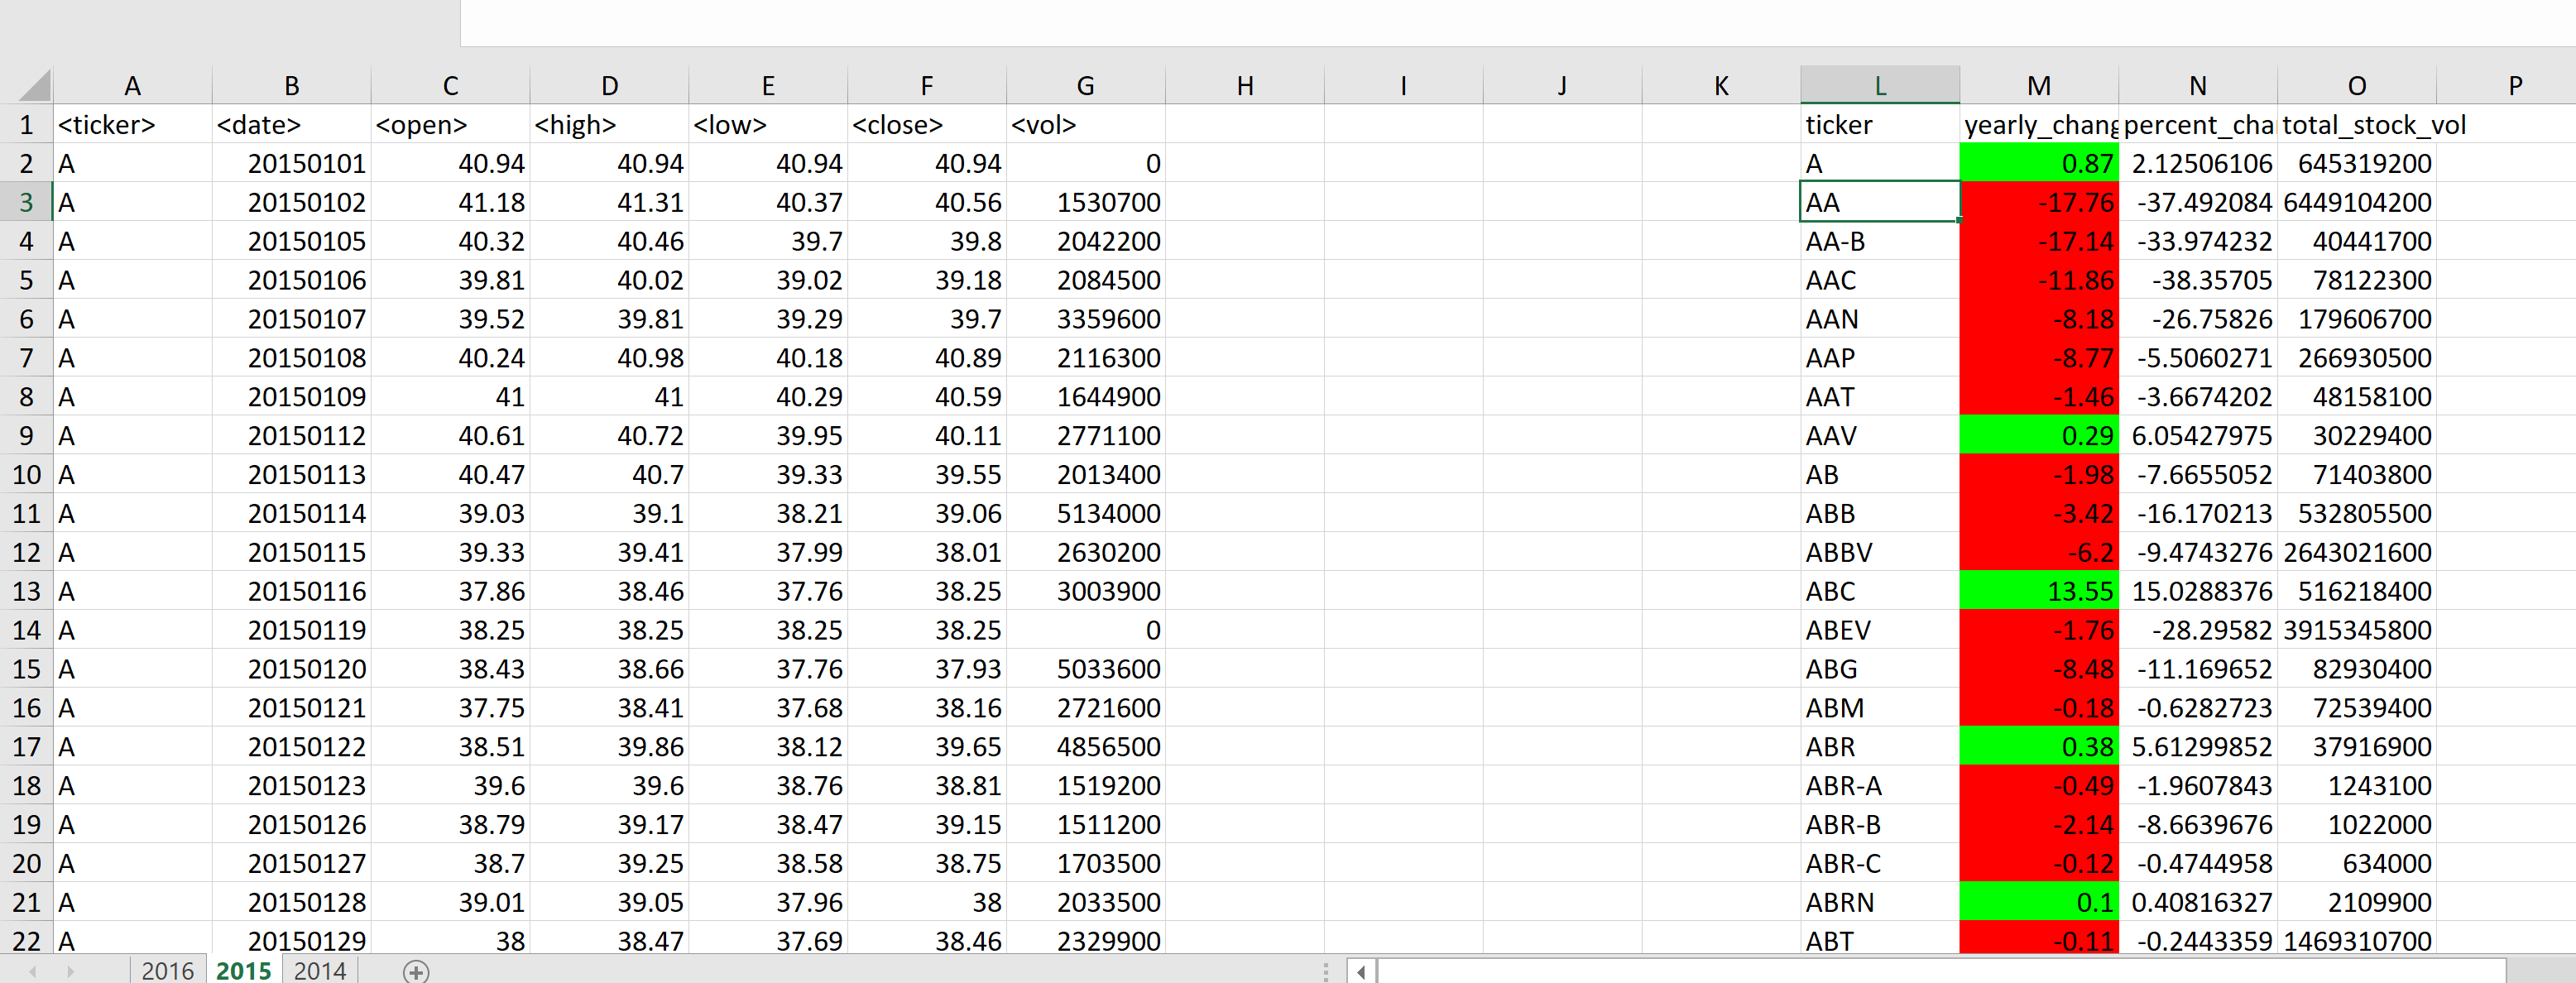 A B C D E F G H I J K L M N O P
1 <ticker> <date> <open> <high> <low> <close> <vol> ticker yearly_chang percent_cha total_stock_vol
2 A 20150101 40.94 40.94 40.94 40.94 0 A 0.87 2.12506106 645319200
3 A 20150102 41.18 41.31 40.37 40.56 1530700 AA -17.76 -37.492084 6449104200
4 A 20150105 40.32 40.46 39.7 39.8 2042200 AA-B -17.14 -33.974232 40441700
5 A 20150106 39.81 40.02 39.02 39.18 2084500 AAC -11.86 -38.35705 78122300
6 A 20150107 39.52 39.81 39.29 39.7 3359600 AAN -8.18 -26.75826 179606700
7 A 20150108 40.24 40.98 40.18 40.89 2116300 AAP -8.77 -5.5060271 266930500
8 A 20150109 41 41 40.29 40.59 1644900 AAT -1.46 -3.6674202 48158100
9 A 20150112 40.61 40.72 39.95 40.11 2771100 AAV 0.29 6.05427975 30229400
10 A 20150113 40.47 40.7 39.33 39.55 2013400 AB -1.98 -7.6655052 71403800
11 A 20150114 39.03 39.1 38.21 39.06 5134000 ABB -3.42 -16.170213 532805500
12 A 20150115 39.33 39.41 37.99 38.01 2630200 ABBV -6.2 -9.4743276 2643021600
13 A 20150116 37.86 38.46 37.76 38.25 3003900 ABC 13.55 15.0288376 516218400
14 A 20150119 38.25 38.25 38.25 38.25 0 ABEV -1.76 -28.29582 3915345800
15 A 20150120 38.43 38.66 37.76 37.93 5033600 ABG -8.48 -11.169652 82930400
16 A 20150121 37.75 38.41 37.68 38.16 2721600 ABM -0.18 -0.6282723 72539400
17 A 20150122 38.51 39.86 38.12 39.65 4856500 ABR 0.38 5.61299852 37916900
18 A 20150123 39.6 39.6 38.76 38.81 1519200 ABR-A -0.49 -1.9607843 1243100
19 A 20150126 38.79 39.17 38.47 39.15 1511200 ABR-B -2.14 -8.6639676 1022000
20 A 20150127 38.7 39.25 38.58 38.75 1703500 ABR-C -0.12 -0.4744958 634000
21 A 20150128 39.01 39.05 37.96 38 2033500 ABRN 0.1 0.40816327 2109900
22 A 20150129 38 38.47 37.69 38.46 2329900 ABT -0.11 -0.2443359 1469310700
2016 2015 2014